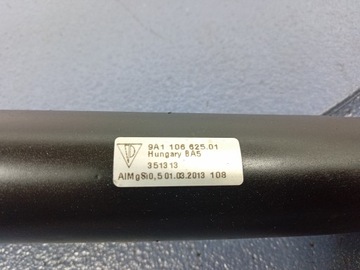 9A1 106 625.01
Hungary 8A5
351313
AlMgSi0,5 01.03.2013 108